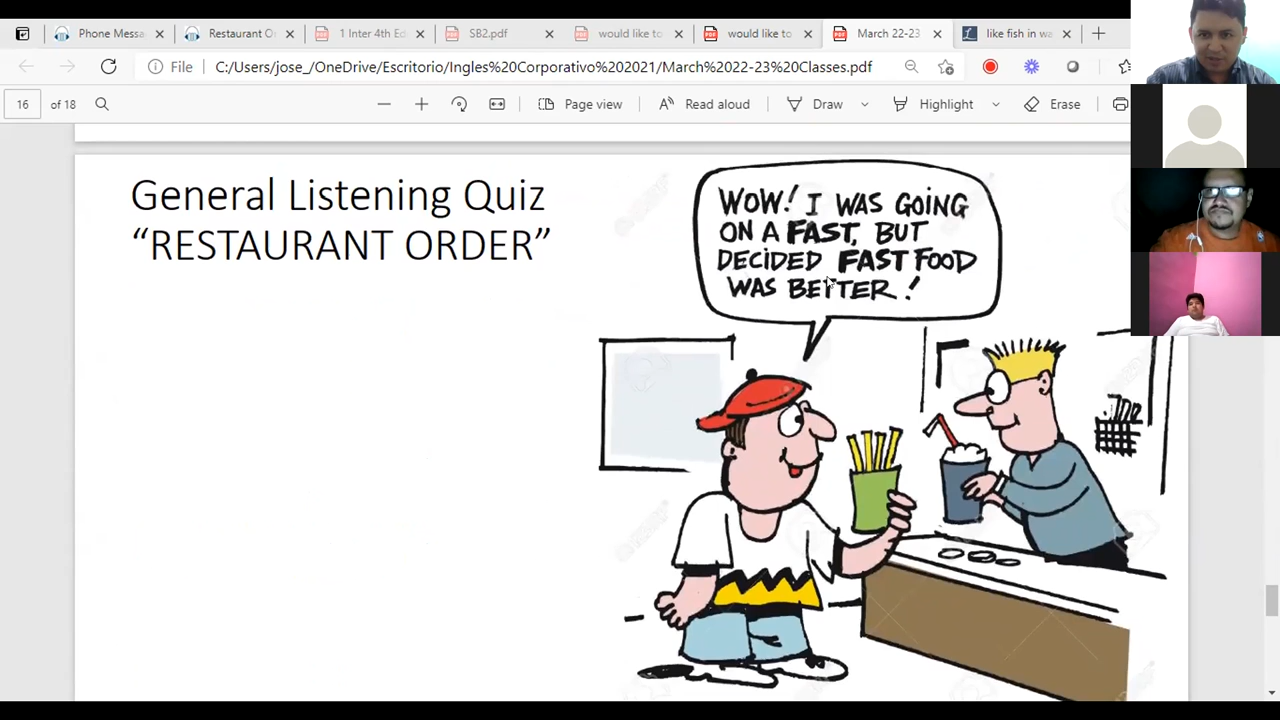 Phone Messa
Restaurant O
1 Inter 4th Ed
SB2.pdf
would like to
would like to
March 22-23
like fish in wa
File
C:/Users/jose_/OneDrive/Escritorio/Ingles%20Corporativo%202021/March%2022-23%20Classes.pdf
16 of 18
Page view
Read aloud
Draw
Highlight
Erase
General Listening Quiz
“RESTAURANT ORDER”
WOW! I WAS GOING
ON A FAST, BUT
DECIDED FAST FOOD
WAS BETTER!